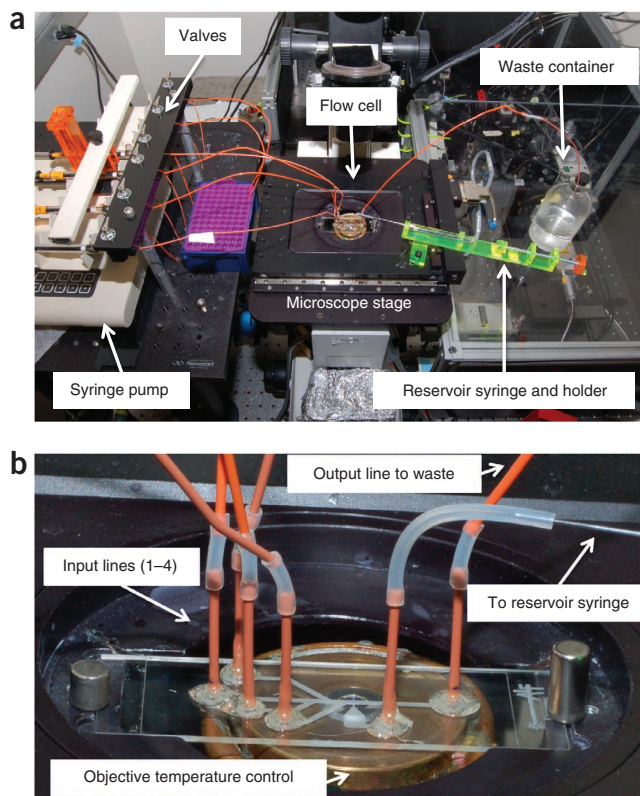 a
Valves
Waste container
Flow cell
Microscope stage
Newport
Syringe pump
Reservoir syringe and holder
b
Output line to waste
Input lines (1–4)
To reservoir syringe
Objective temperature control